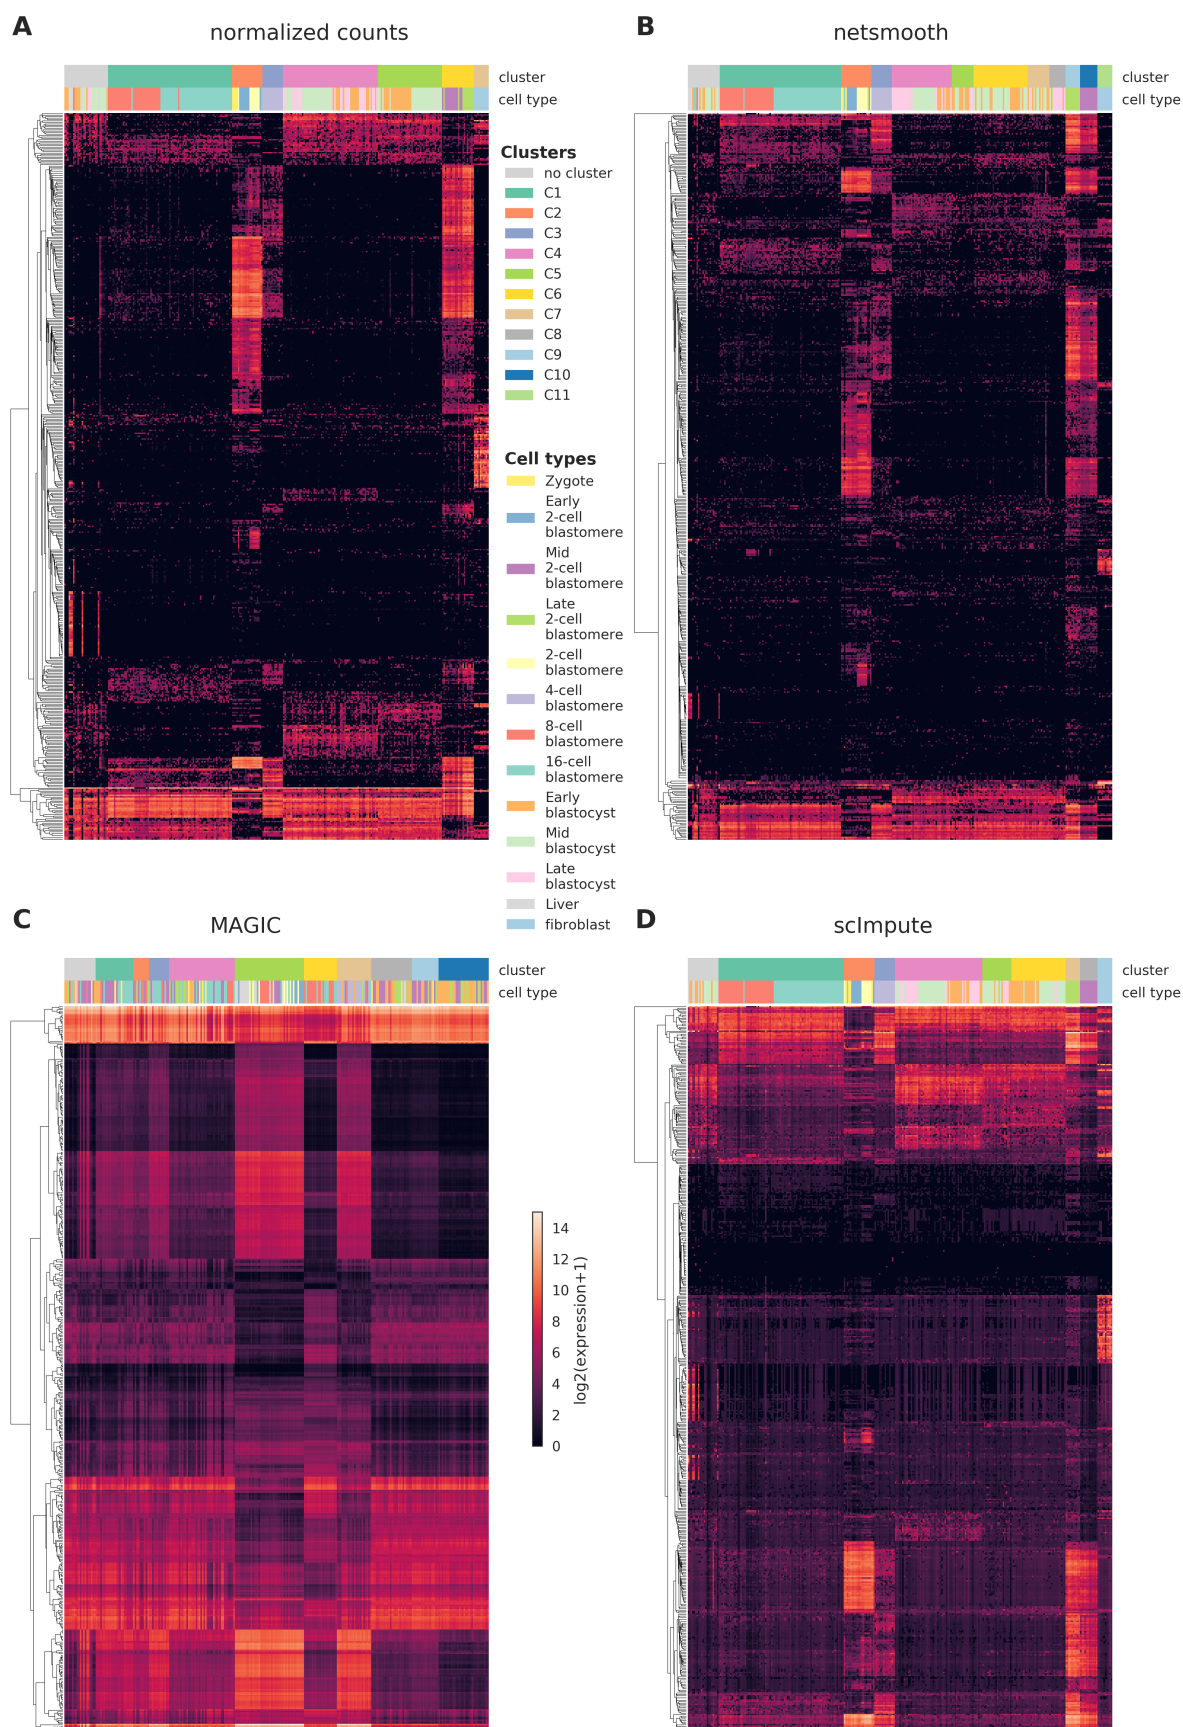 A
normalized counts
B
netsmooth
cluster
cell type
cluster
cell type
Clusters
no cluster
C1
C2
C3
C4
C5
C6
C7
C8
C9
C10
C11
Cell types
Zygote
Early
2-cell
blastomere
Mid
2-cell
blastomere
Late
2-cell
blastomere
2-cell
blastomere
4-cell
blastomere
8-cell
blastomere
16-cell
blastomere
Early
blastocyst
Mid
blastocyst
Late
blastocyst
Liver
fibroblast
C
MAGIC
D
scImpute
cluster
cell type
cluster
cell type
14
12
10
8
6
4
2
0
log2(expression+1)